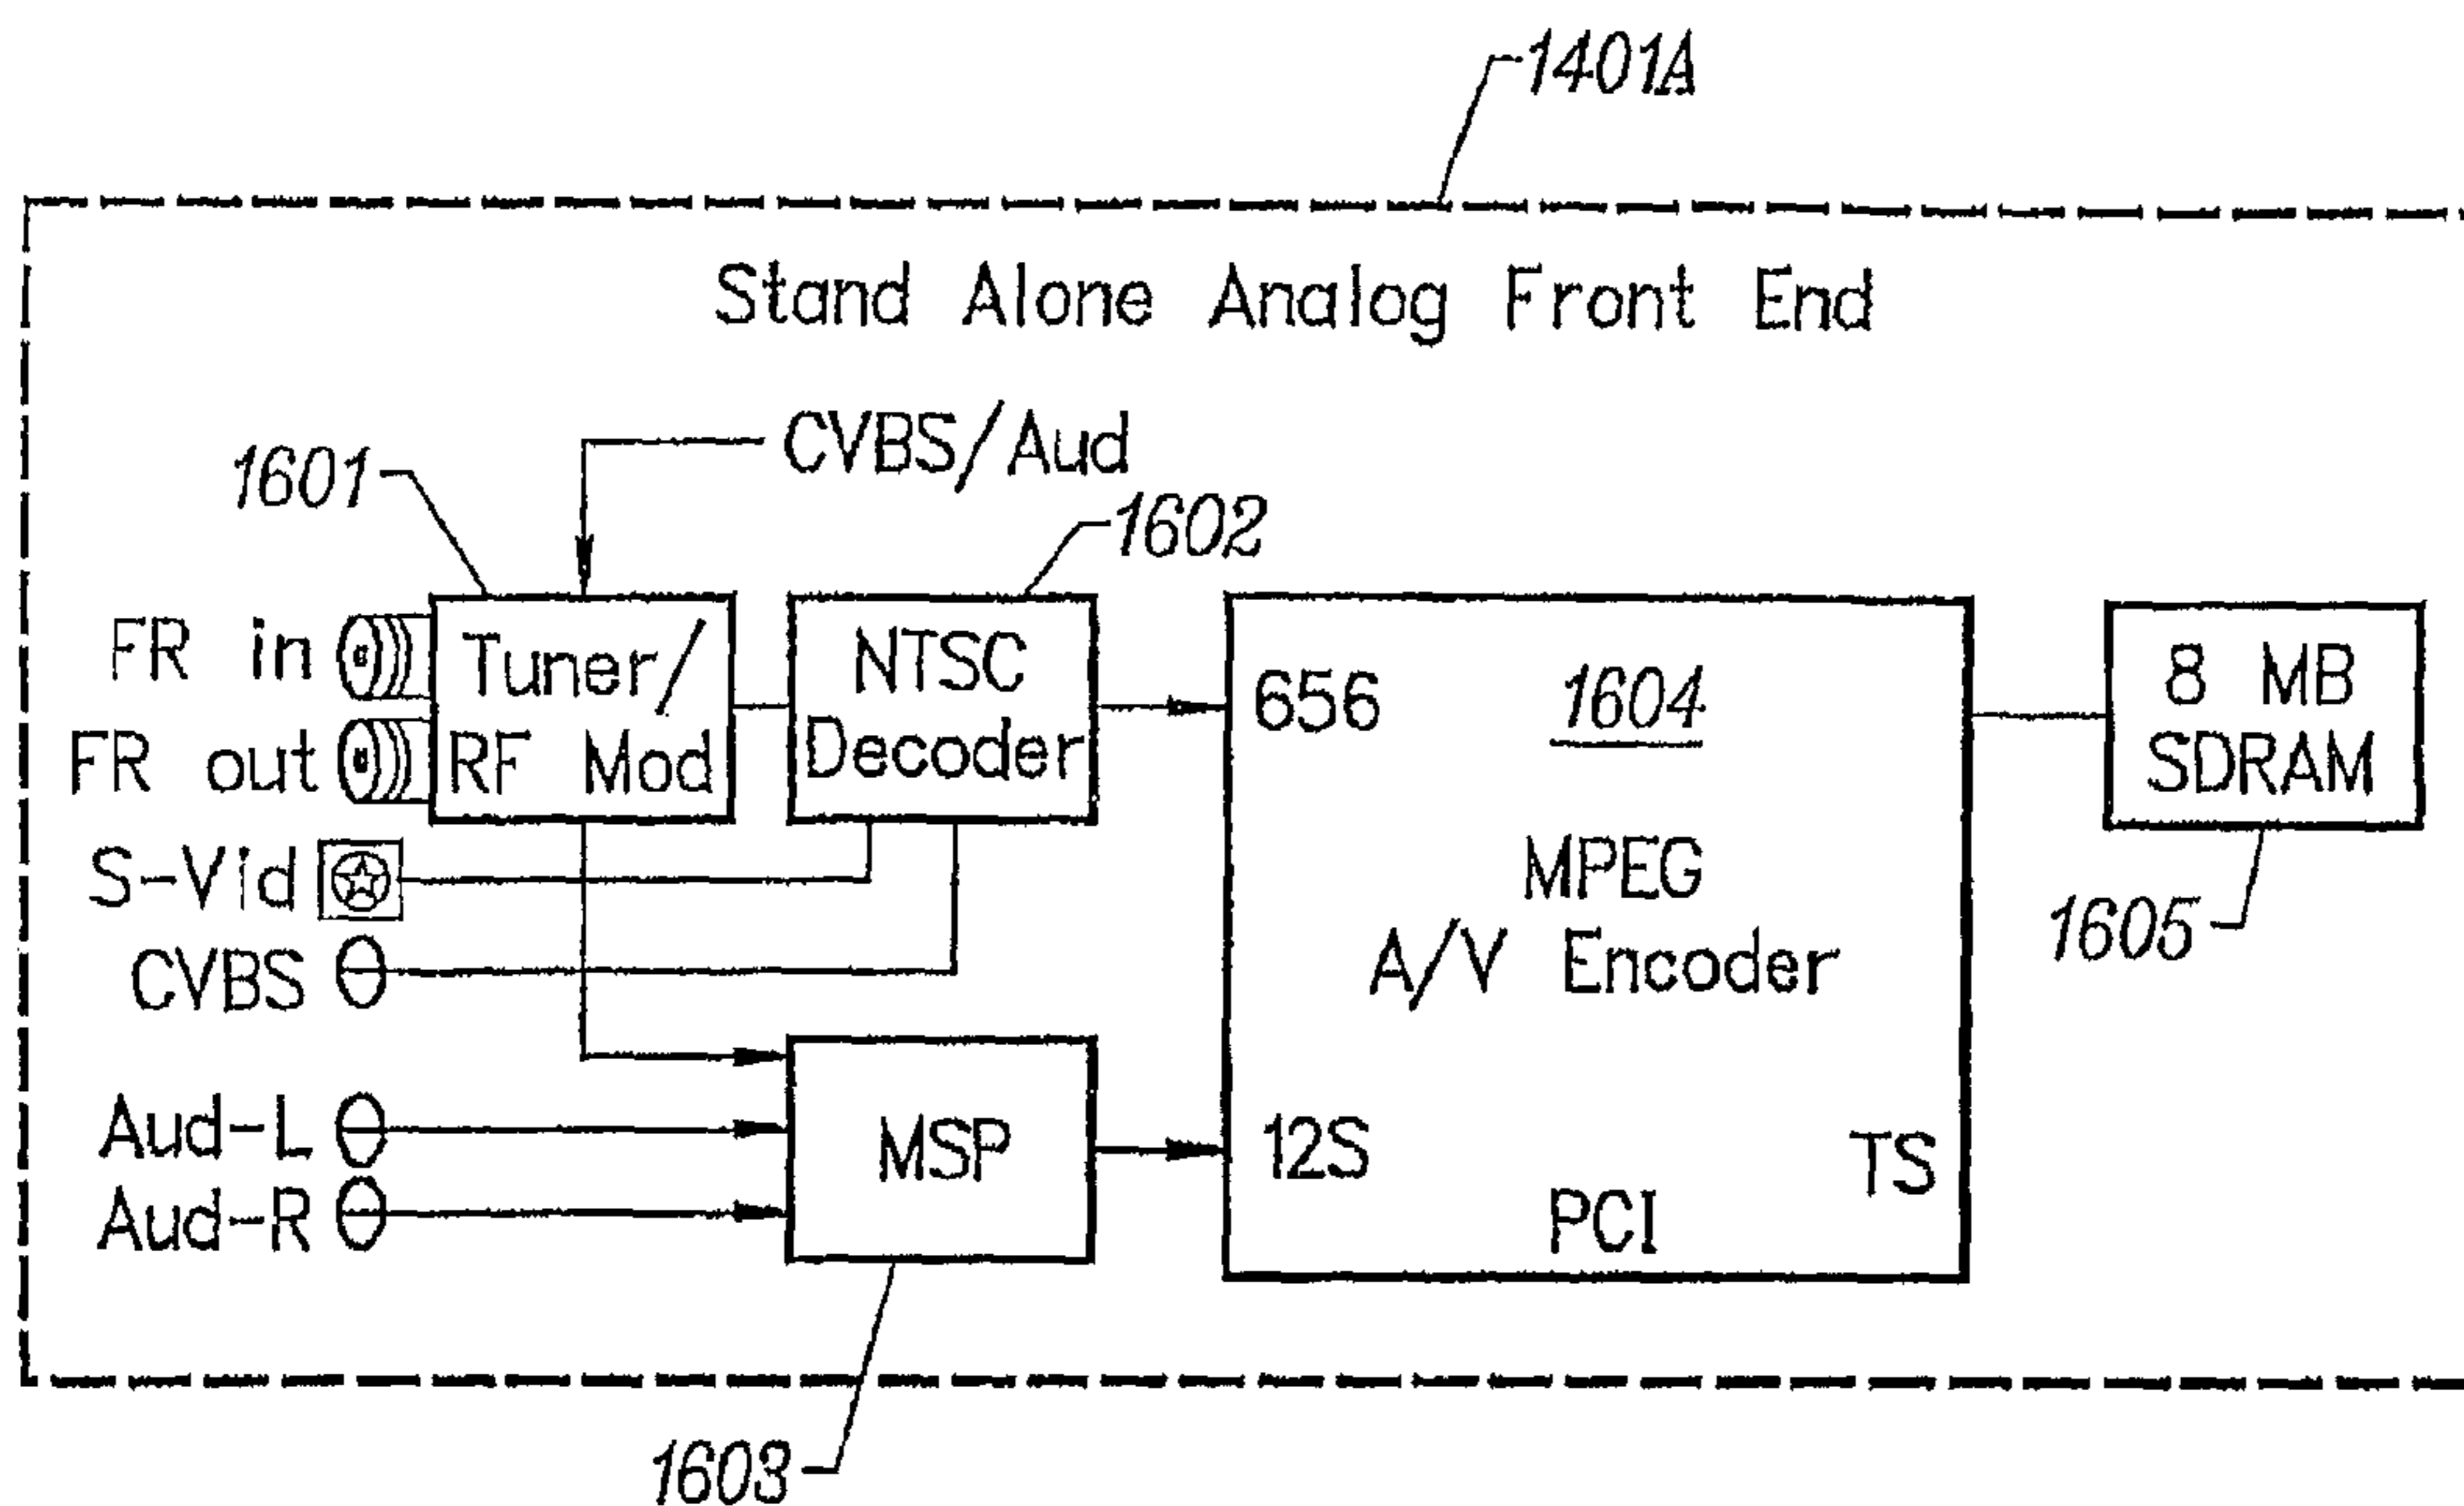 1401A
Stand Alone Analog Front End
CVBS/Aud
1601
1602
FR in
FR out
Tuner/
RF Mod
NTSC
Decoder
656
1604
MPEG
A/V Encoder
12S
PCI
TS
8 MB
SDRAM
1605
S-Vid
CVBS
Aud-L
Aud-R
MSP
1603